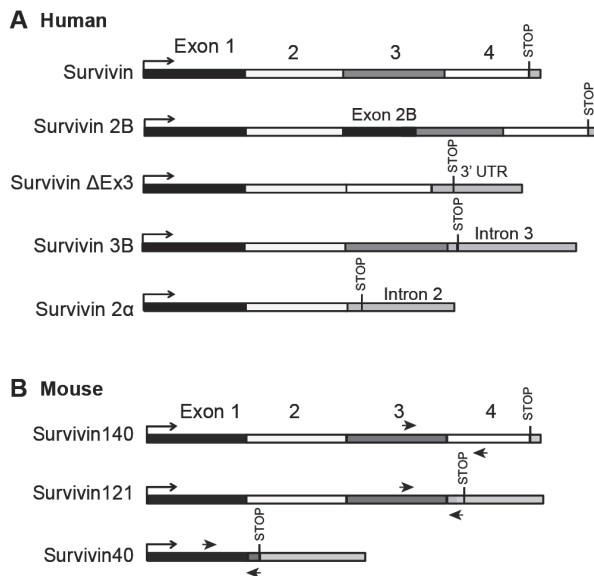 A Human
Exon 1 2 3 4 STOP
Survivin
STOP
Exon 2B
Survivin 2B
STOP
3' UTR
Survivin ΔEx3
STOP
Intron 3
Survivin 3B
STOP
Intron 2
Survivin 2α
B Mouse
Exon 1 2 3 4 STOP
Survivin140
STOP
Survivin121
STOP
Survivin40